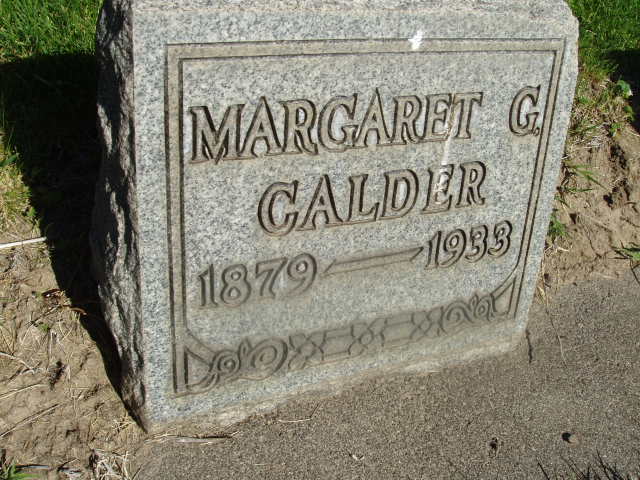 MARGARET G.
CALDER
1879 — 1933